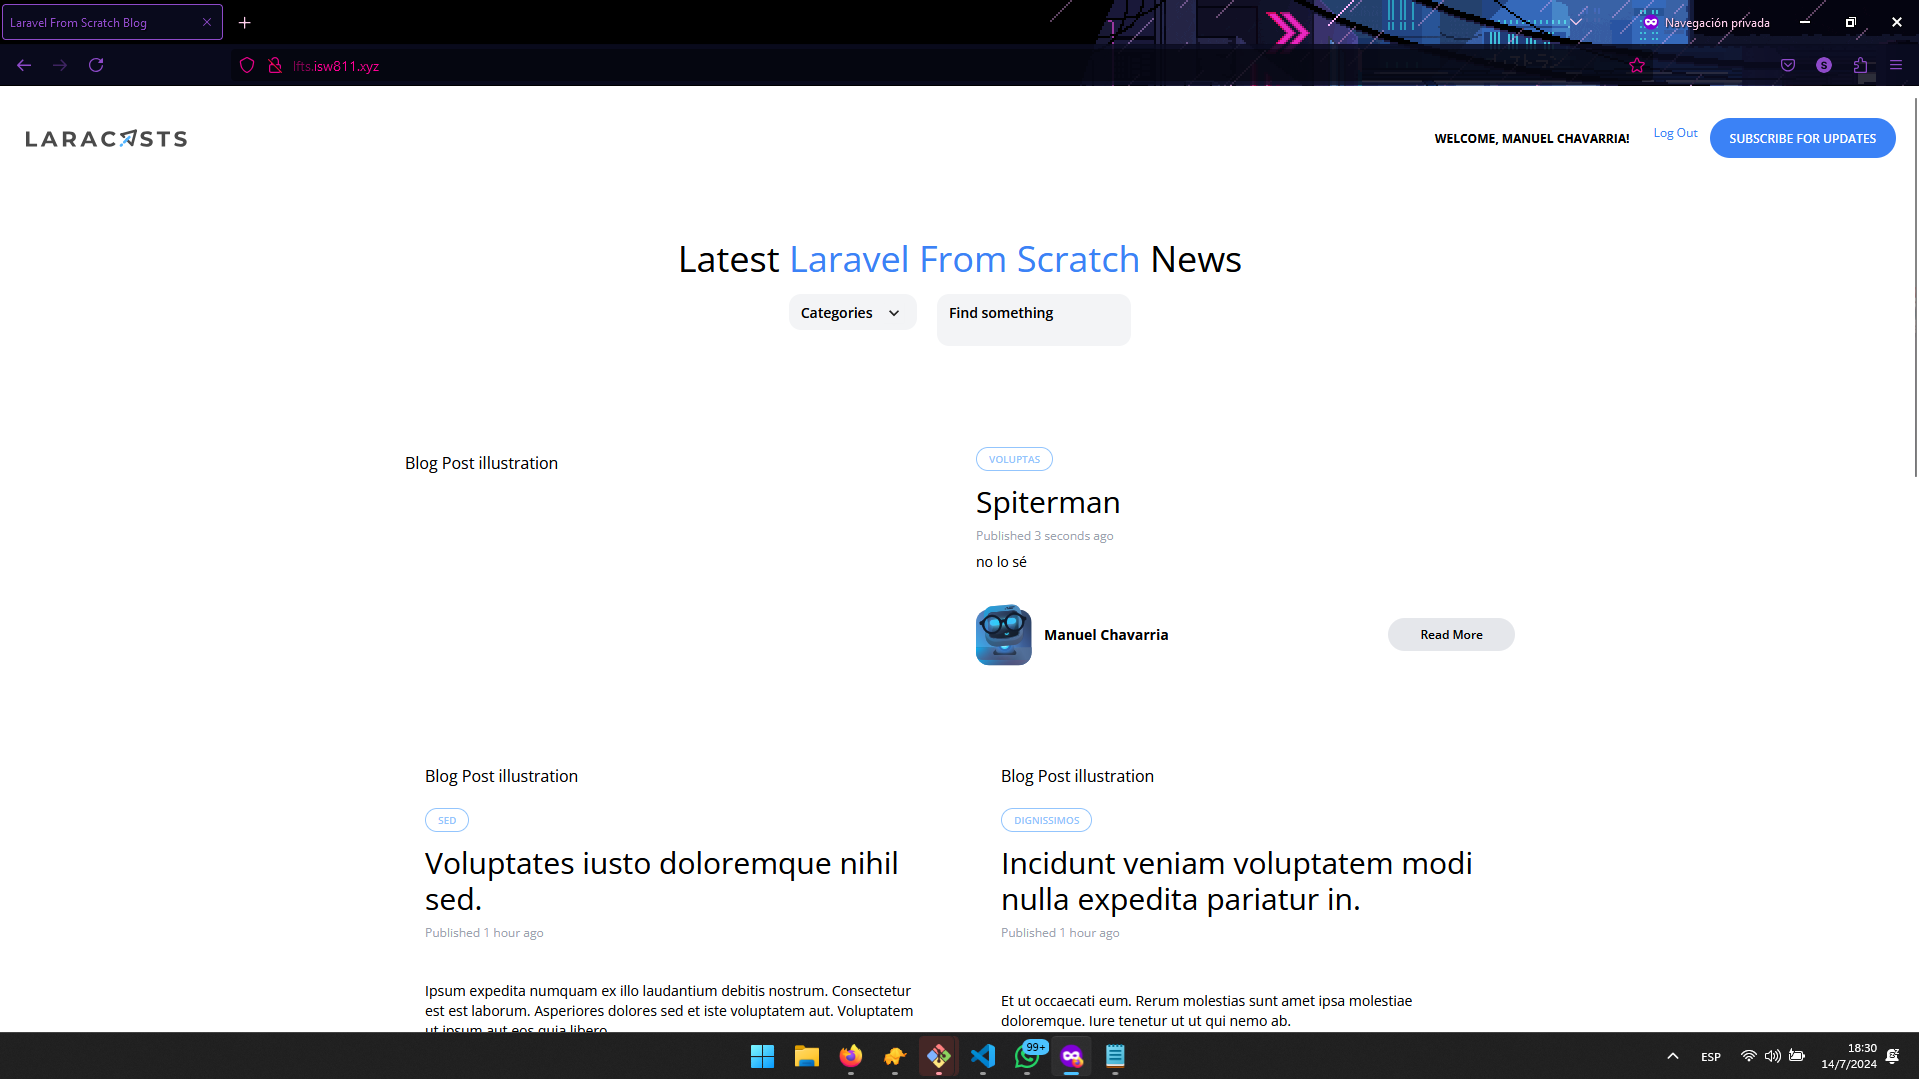 Laravel From Scratch Blog
Navegación privada
lfts.isw811.xyz
S
LARACASTS
WELCOME, MANUEL CHAVARRIA!
Log Out
SUBSCRIBE FOR UPDATES
Latest Laravel From Scratch News
Categories
Find something
Blog Post illustration
VOLUPTAS
Spiterman
Published 3 seconds ago
no lo sé
Manuel Chavarria
Read More
Blog Post illustration
SED
Voluptates iusto doloremque nihil
sed.
Published 1 hour ago
Ipsum expedita numquam ex illo laudantium debitis nostrum. Consectetur
est est laborum. Asperiores dolores sed et iste voluptatem aut. Voluptatem
ut ipsum aut eos quia libero
Blog Post illustration
DIGNISSIMOS
Incidunt veniam voluptatem modi
nulla expedita pariatur in.
Published 1 hour ago
Et ut occaecati eum. Rerum molestias sunt amet ipsa molestiae
doloremque. Iure tenetur ut ut qui nemo ab.
99+
ESP
18:30
14/7/2024